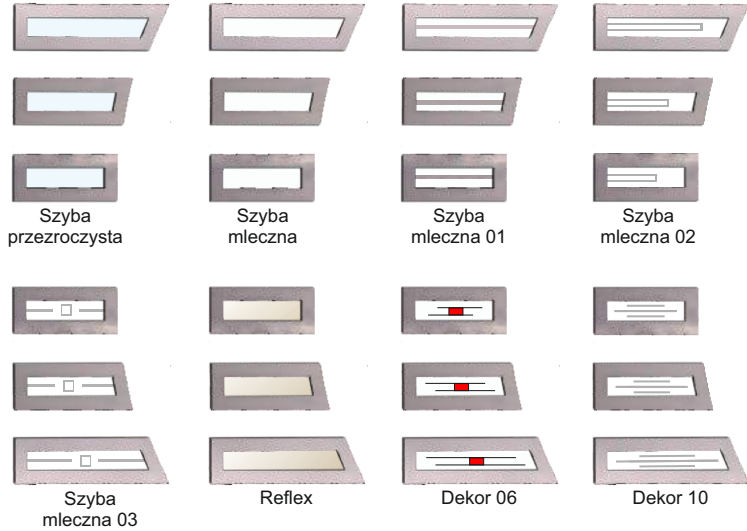 Szyba
przezroczysta
Szyba
mleczna
Szyba
mleczna 01
Szyba
mleczna 02
Szyba
mleczna 03
Reflex
Dekor 06
Dekor 10